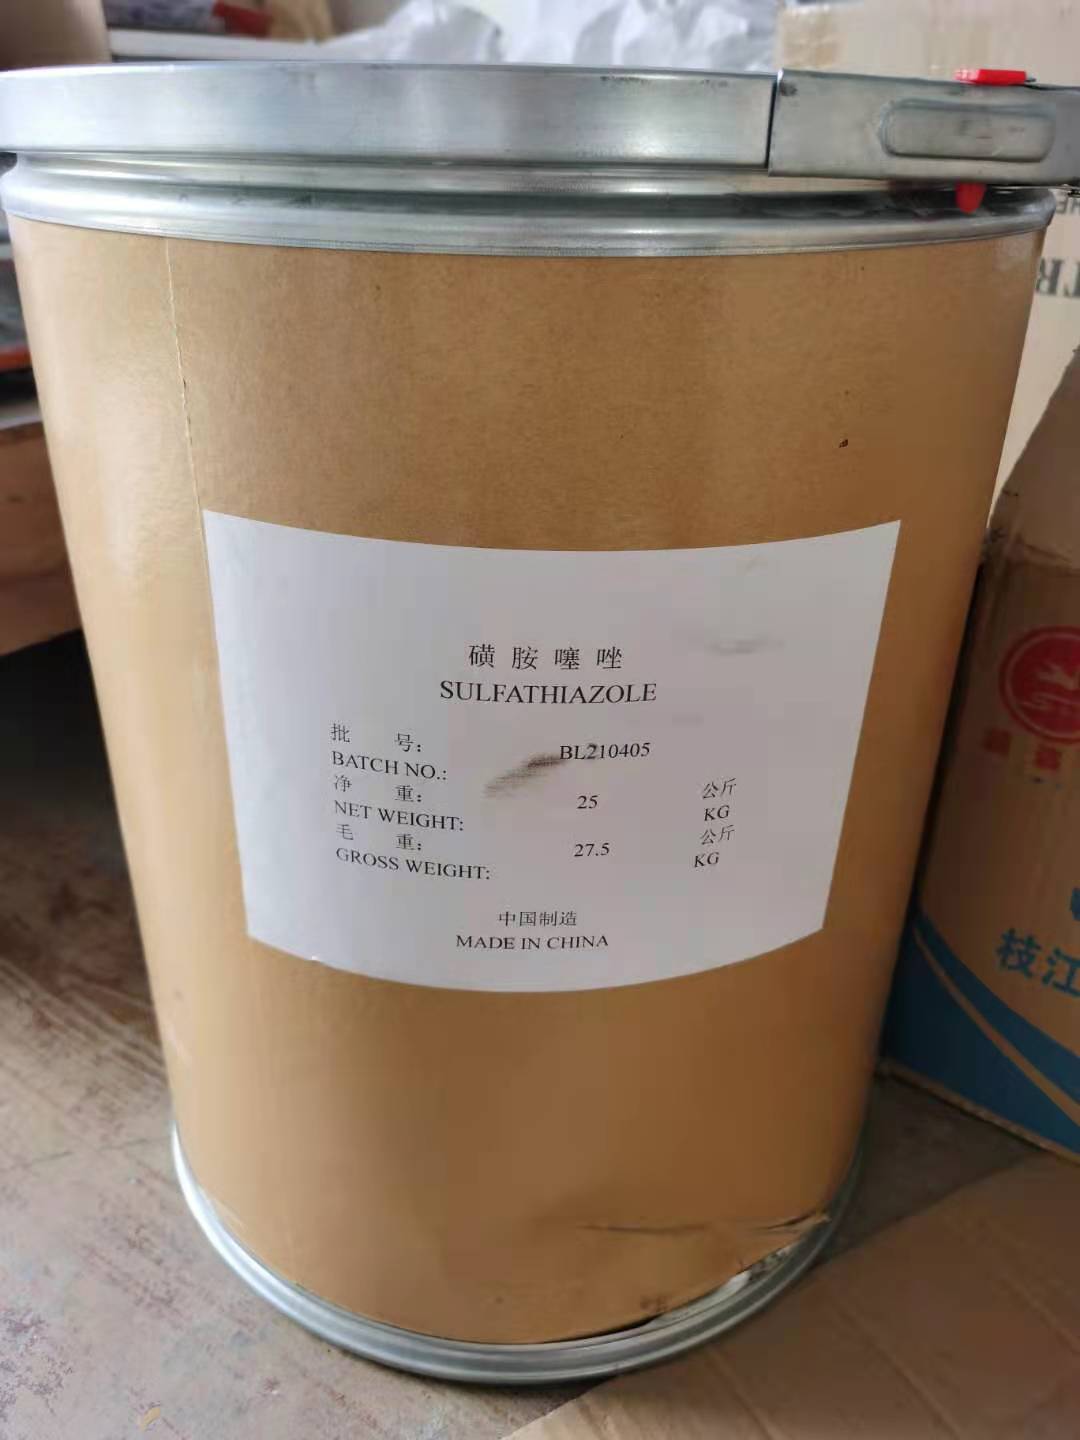 磺胺噻唑
SULFATHIAZOLE
批 号: BL210405
BATCH NO.:
净 重: 25 公斤
NET WEIGHT: KG
毛 重: 27.5 公斤
GROSS WEIGHT: KG
中国制造
MADE IN CHINA
枝江